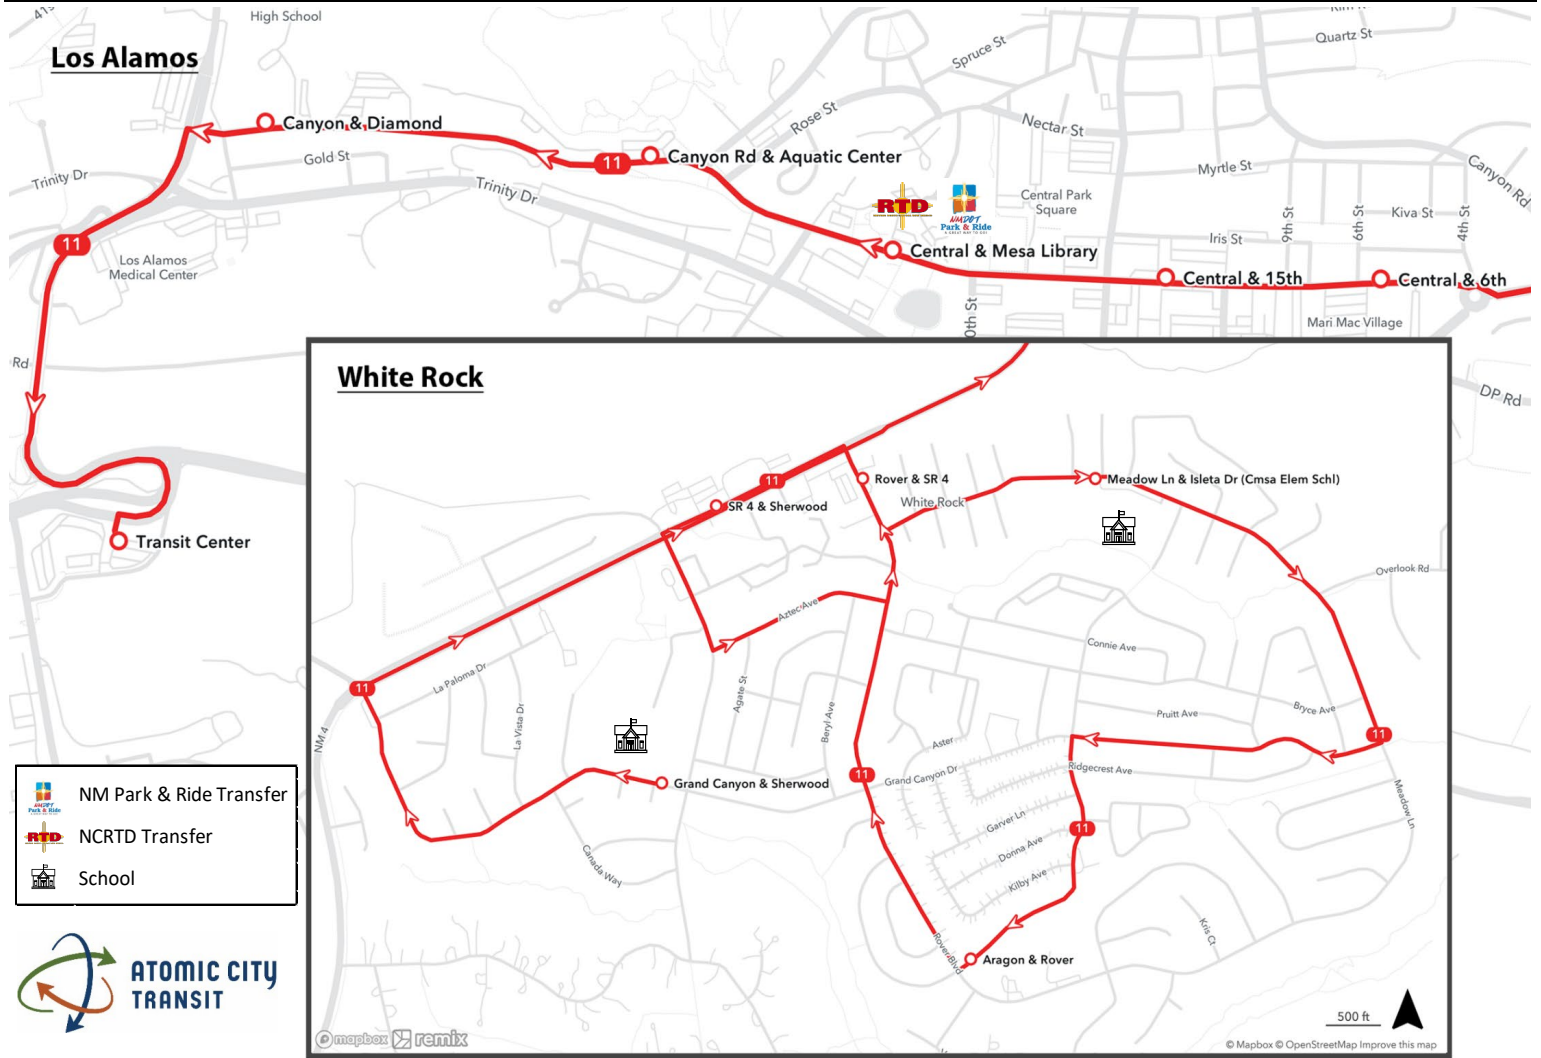 High School
Los Alamos
Spruce St
Quartz St
Canyon & Diamond
Rose St
Nectar St
Gold St
11
Canyon Rd & Aquatic Center
Myrtle St
Canyon Rd
Trinity Dr
Trinity Dr
RTD
NMDOT
Park & Ride
Central Park
Square
9th St
6th St
Kiva St
4th St
Iris St
11
Los Alamos
Medical Center
Central & Mesa Library
Central & 15th
Central & 6th
Mari Mac Village
Rd
DP Rd
Transit Center
White Rock
11
SR 4 & Sherwood
Rover & SR 4
White Rock
Meadow Ln & Isleta Dr (Cmsa Elem Schl)
Overlook Rd
Aztec Ave
Connie Ave
La Paloma Dr
11
Agate St
La Vista Dr
Beryl Ave
Pruitt Ave
Bryce Ave
11
NM 4
Aster
Grand Canyon Dr
Ridgecrest Ave
11
Grand Canyon & Sherwood
Meadow Ln
Garver Ln
11
Donna Ave
Kilby Ave
Canada Way
Kris Ct
Rover Blvd
Aragon & Rover
NMDOT
Park & Ride
NM Park & Ride Transfer
RTD
NCRTD Transfer
School
ATOMIC CITY
TRANSIT
500 ft
mapbox remix
© Mapbox © OpenStreetMap Improve this map